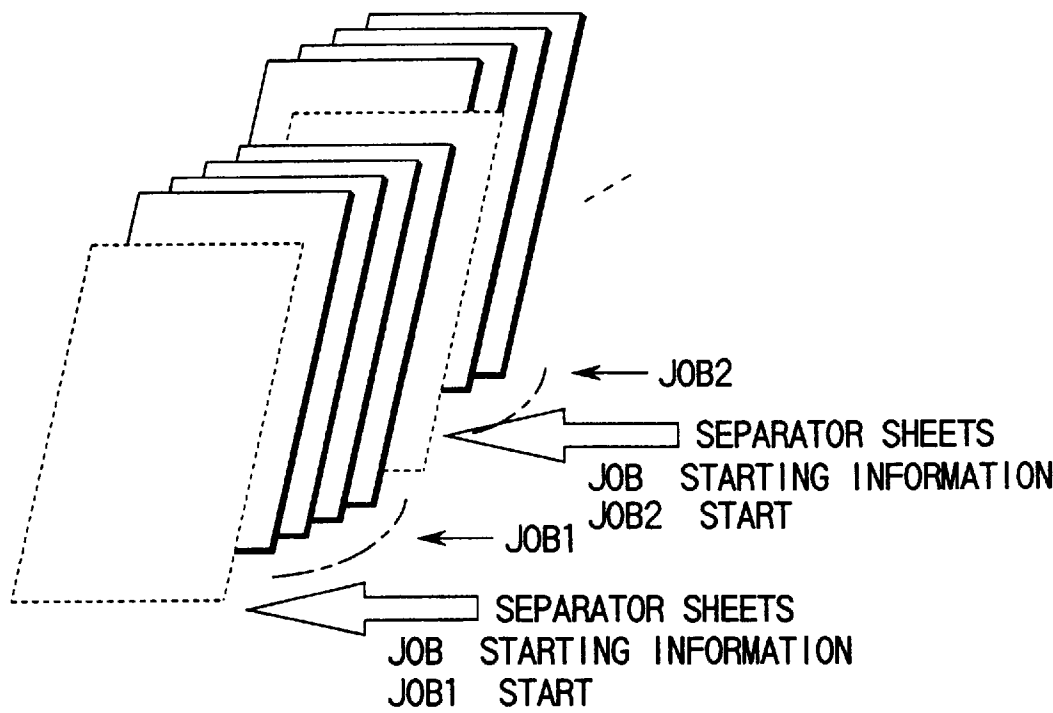 JOB2
SEPARATOR SHEETS
JOB STARTING INFORMATION
JOB2 START
JOB1
SEPARATOR SHEETS
JOB STARTING INFORMATION
JOB1 START